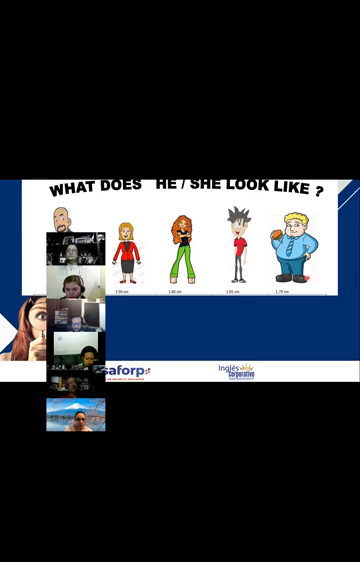 WHAT DOES HE / SHE LOOK LIKE ?
1.50 cm
1.60 cm
1.65 cm
1.70 cm
saforp
Inglés
Corporativo